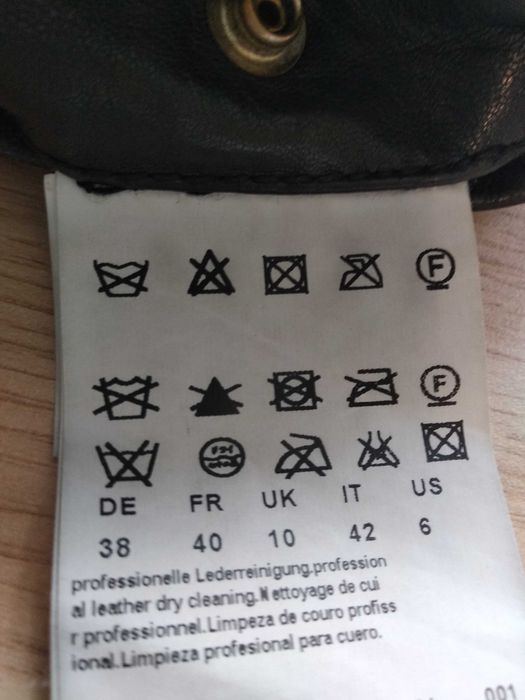 F
F
DE FR UK IT US
38 40 10 42 6
professionelle Lederreinigung.profession
al leather dry cleaning.Nettoyage de cui
r professionnel.Limpeza de couro profiss
ional.Limpieza profesional para cuero.
001